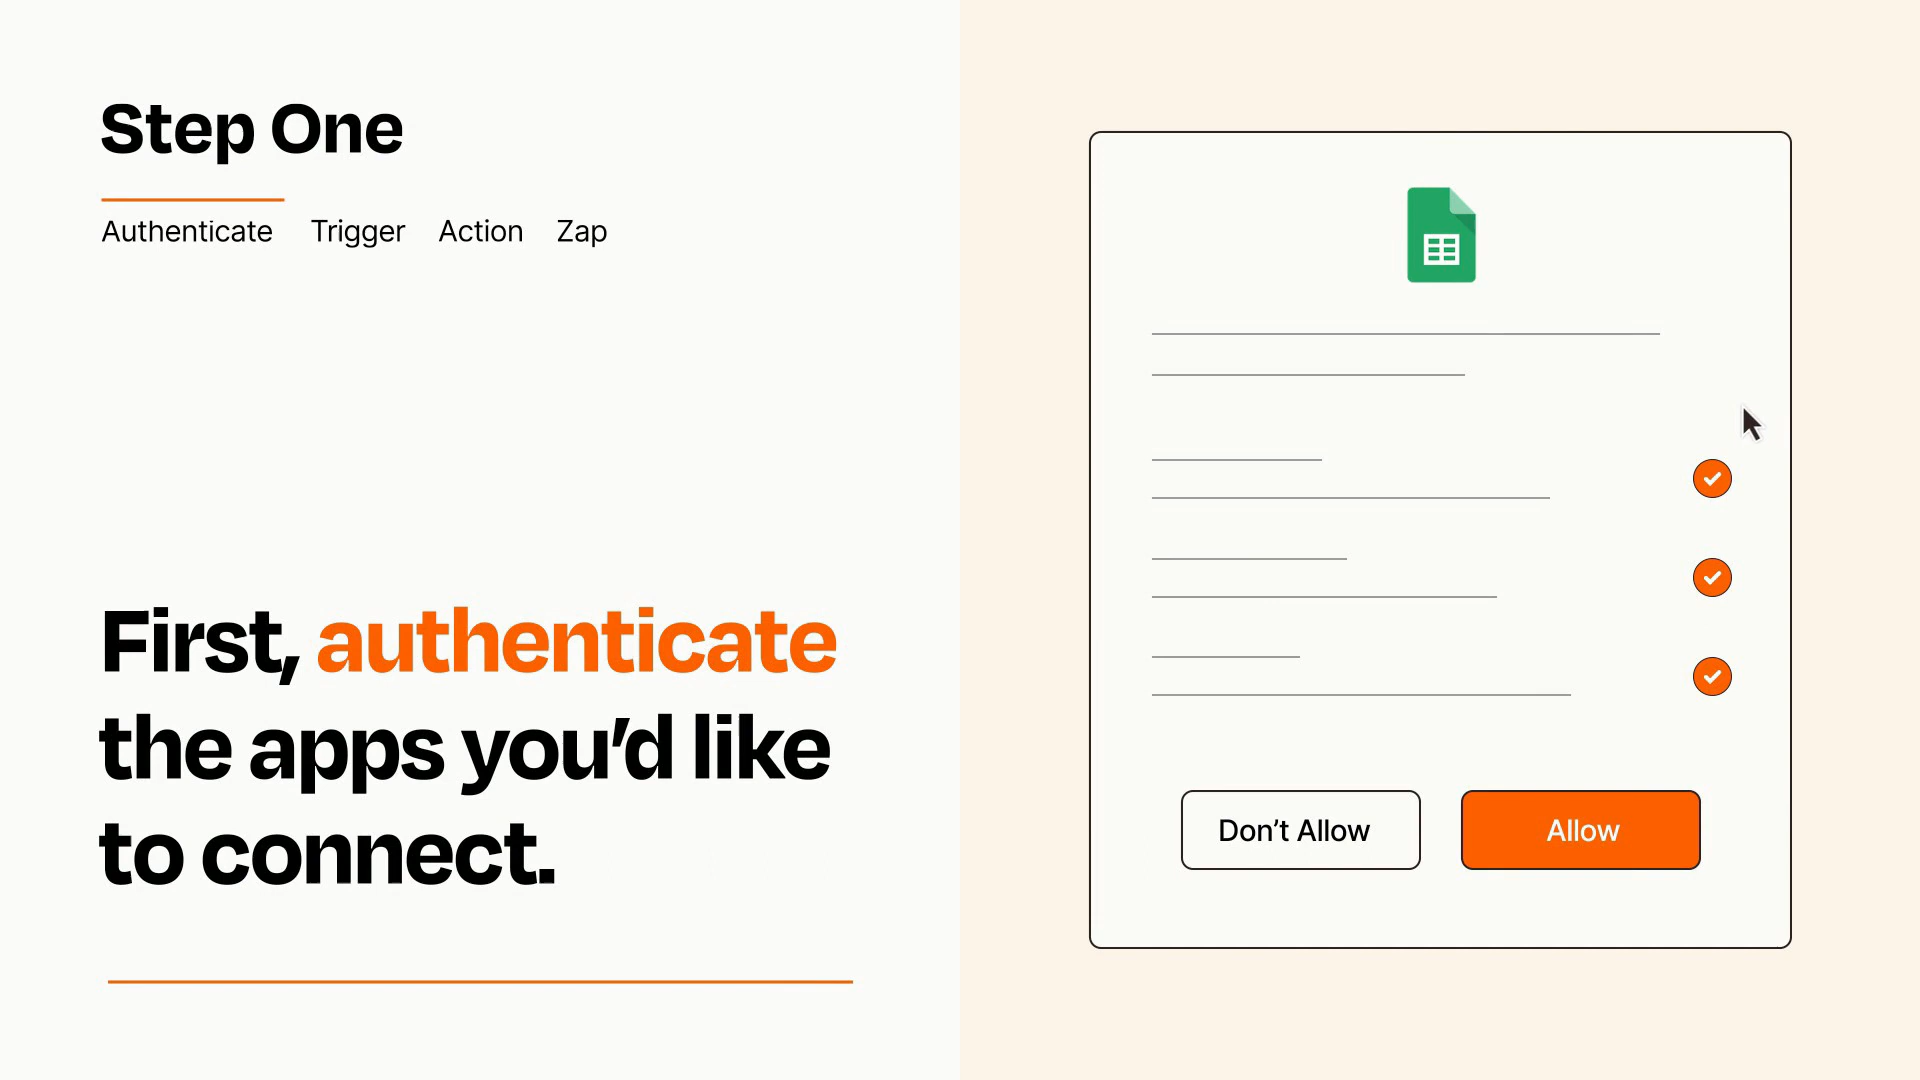 Step One
Authenticate Trigger Action Zap
First, authenticate
the apps you’d like
to connect.
Don’t Allow
Allow